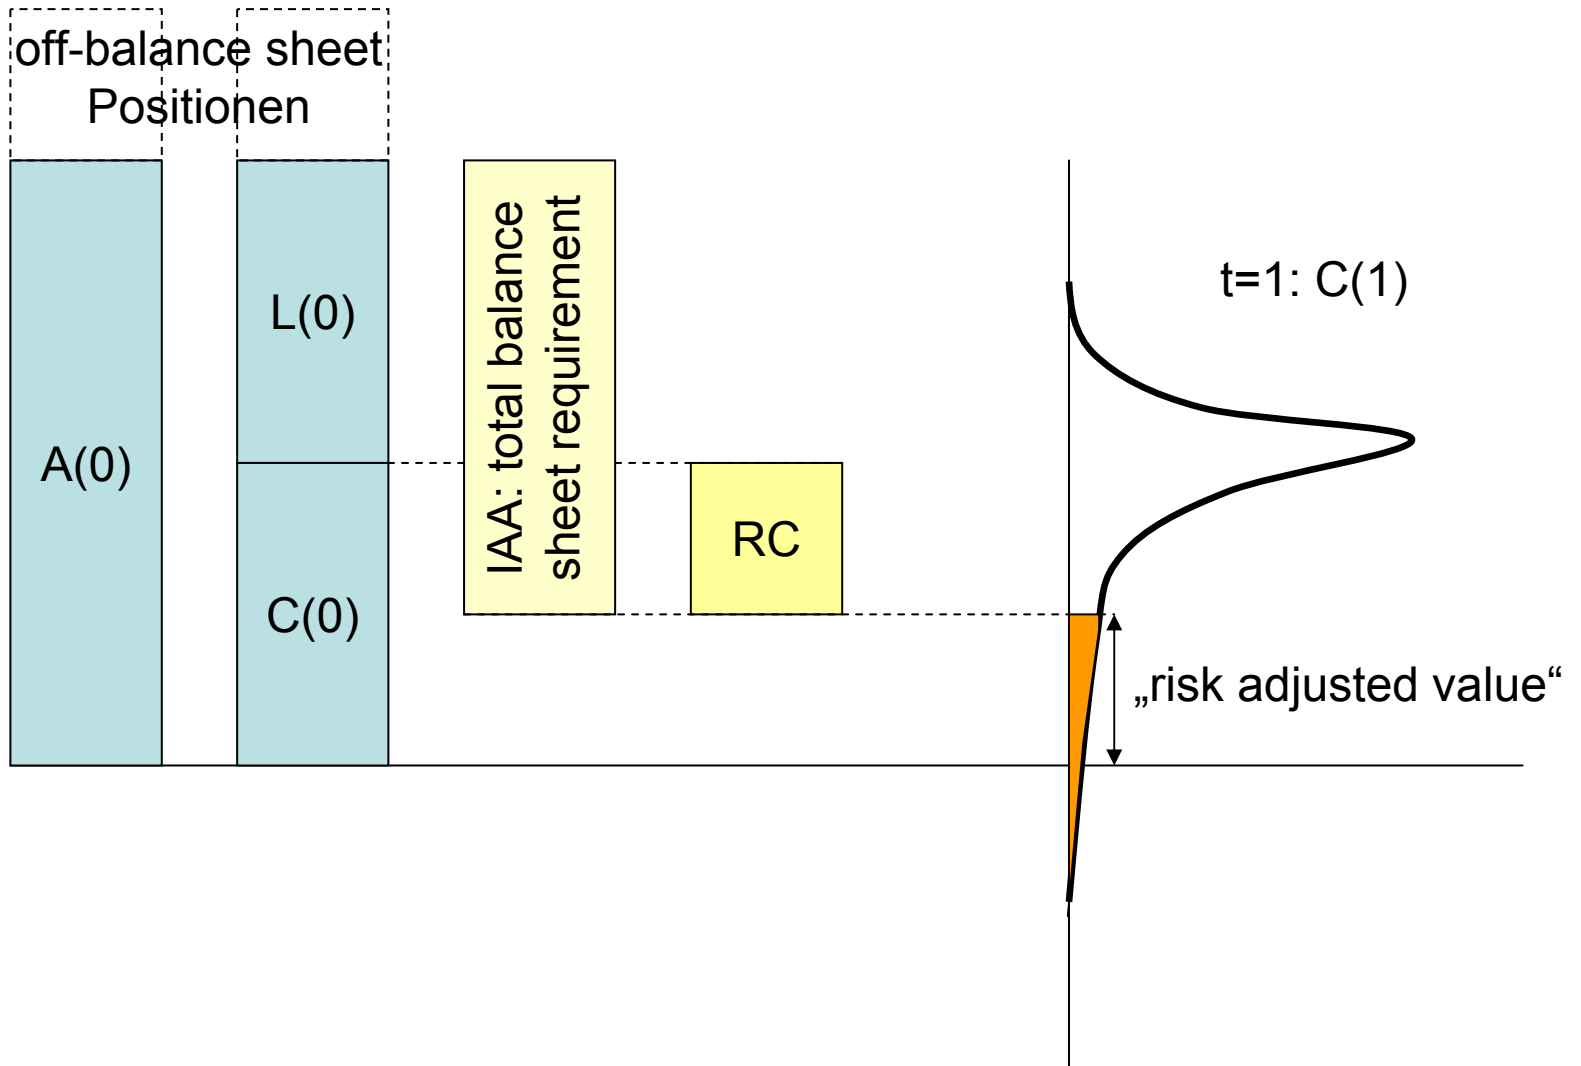 off-balance sheet
Positionen
A(0)
L(0)
C(0)
IAA: total balance
sheet requirement
RC
t=1: C(1)
„risk adjusted value“